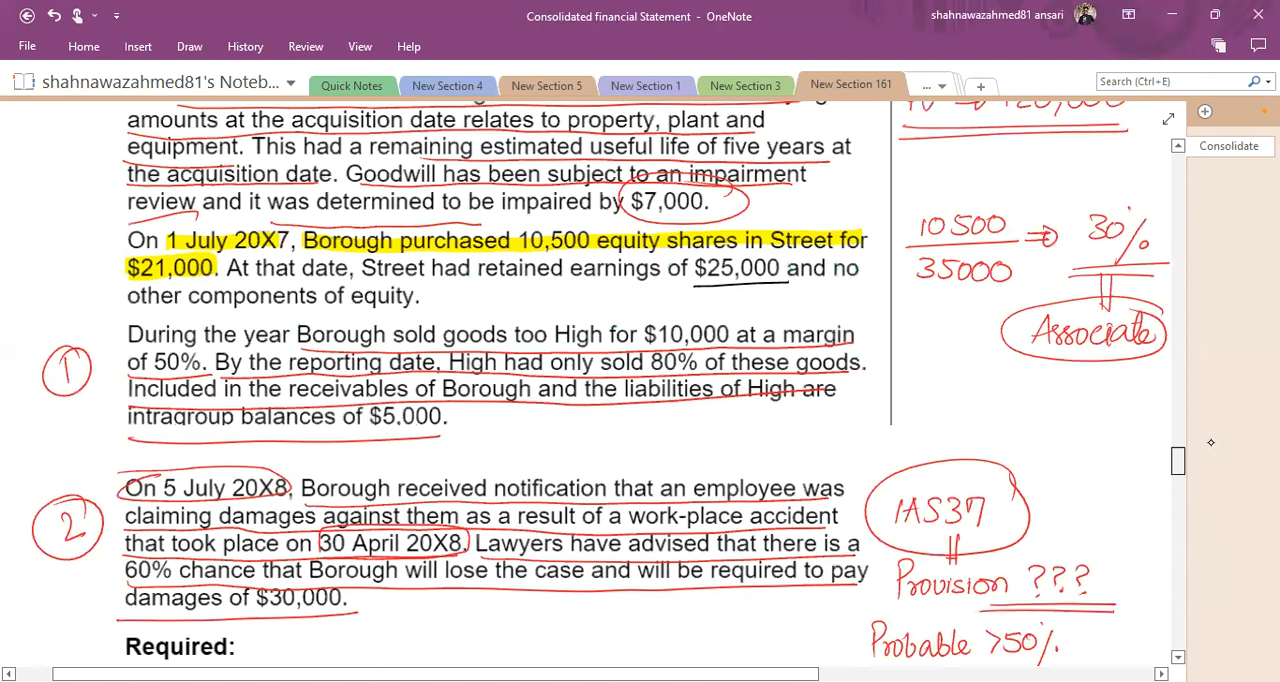 Consolidated financial Statement - OneNote
shahnawazahmed81 ansari
File Home Insert Draw History Review View Help
shahnawazahmed81's Noteb...
Quick Notes
New Section 4
New Section 5
New Section 1
New Section 3
New Section 161
...
Search (Ctrl+E)
Consolidate
amounts at the acquisition date relates to property, plant and
equipment. This had a remaining estimated useful life of five years at
the acquisition date. Goodwill has been subject to an impairment
review and it was determined to be impaired by $7,000.
On 1 July 20X7, Borough purchased 10,500 equity shares in Street for
$21,000. At that date, Street had retained earnings of $25,000 and no
other components of equity.
10500
35000
30%
Associate
1
During the year Borough sold goods too High for $10,000 at a margin
of 50%. By the reporting date, High had only sold 80% of these goods.
Included in the receivables of Borough and the liabilities of High are
intragroup balances of $5,000.
2
On 5 July 20X8, Borough received notification that an employee was
claiming damages against them as a result of a work-place accident
that took place on 30 April 20X8. Lawyers have advised that there is a
60% chance that Borough will lose the case and will be required to pay
damages of $30,000.
IAS37
Provision ???
Probable >50%
Required: